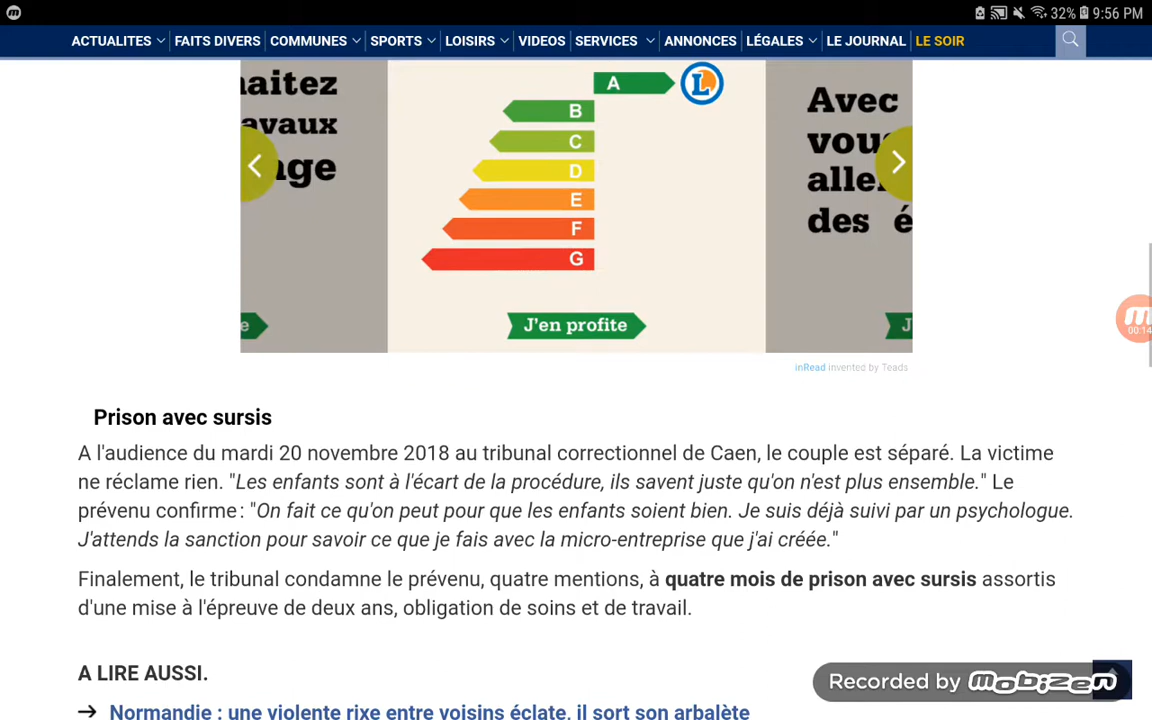 32% 9:56 PM
ACTUALITES FAITS DIVERS COMMUNES SPORTS LOISIRS VIDEOS SERVICES ANNONCES LÉGALES LE JOURNAL LE SOIR
haitez
avaux
nge
A
L
B
C
D
E
F
G
J'en profite
e
Avec
vous
alle
des é
J
inRead invented by Teads
00:14
Prison avec sursis
A l'audience du mardi 20 novembre 2018 au tribunal correctionnel de Caen, le couple est séparé. La victime
ne réclame rien. "Les enfants sont à l'écart de la procédure, ils savent juste qu'on n'est plus ensemble." Le
prévenu confirme : "On fait ce qu'on peut pour que les enfants soient bien. Je suis déjà suivi par un psychologue.
J'attends la sanction pour savoir ce que je fais avec la micro-entreprise que j'ai créée."
Finalement, le tribunal condamne le prévenu, quatre mentions, à quatre mois de prison avec sursis assortis
d'une mise à l'épreuve de deux ans, obligation de soins et de travail.
A LIRE AUSSI.
Recorded by mobizen
→ Normandie : une violente rixe entre voisins éclate, il sort son arbalète